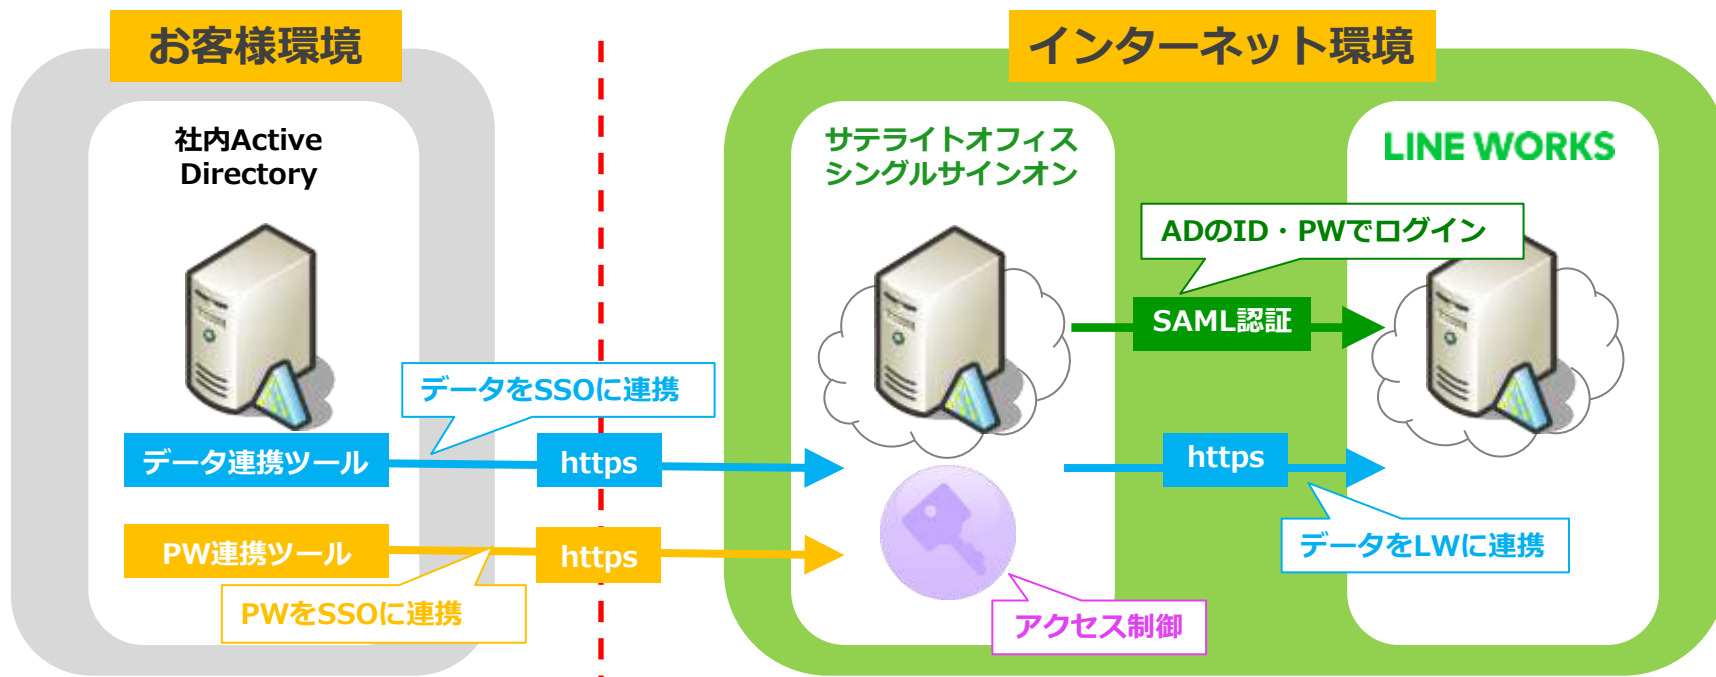 お客様環境
インターネット環境
社内Active
Directory
サテライトオフィス
シングルサインオン
LINE WORKS
ADのID・PWでログイン
SAML認証
データをSSOに連携
データ連携ツール
https
https
データをLWに連携
PW連携ツール
https
PWをSSOに連携
アクセス制御